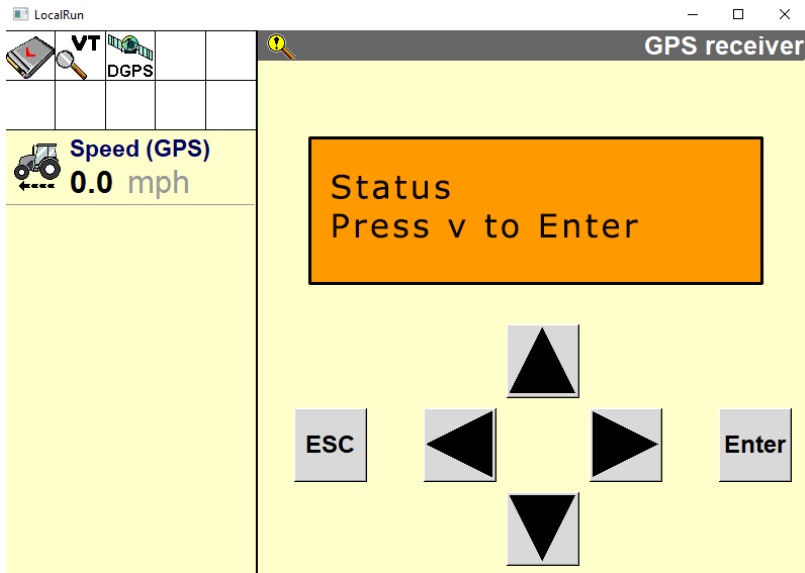 LocalRun
VT
DGPS
GPS receiver
Speed (GPS)
0.0 mph
Status
Press v to Enter
ESC
Enter